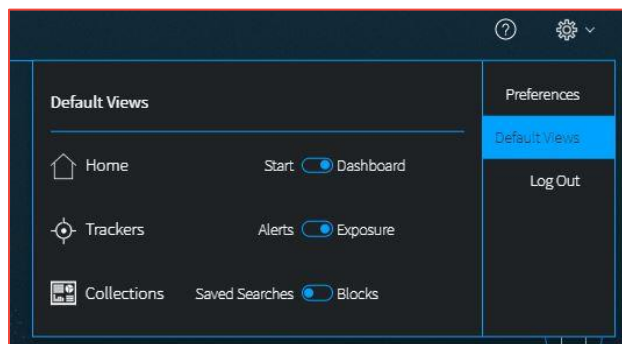 Default Views
Home Start Dashboard
Trackers Alerts Exposure
Collections Saved Searches Blocks
Preferences
Default Views
Log Out